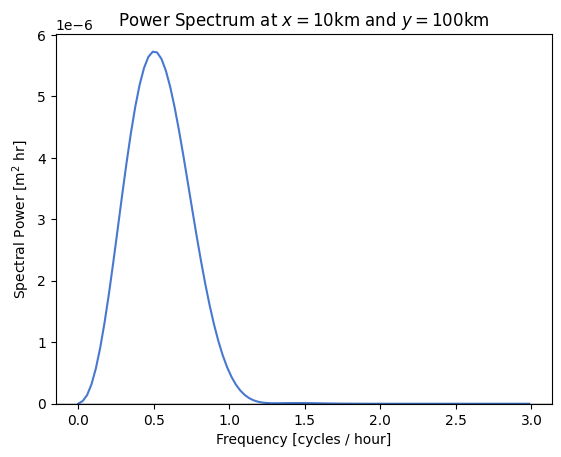 Power Spectrum at x = 10km and y = 100km
1e−6
6
5
4
3
2
1
0
Spectral Power [m² hr]
0.0 0.5 1.0 1.5 2.0 2.5 3.0
Frequency [cycles / hour]